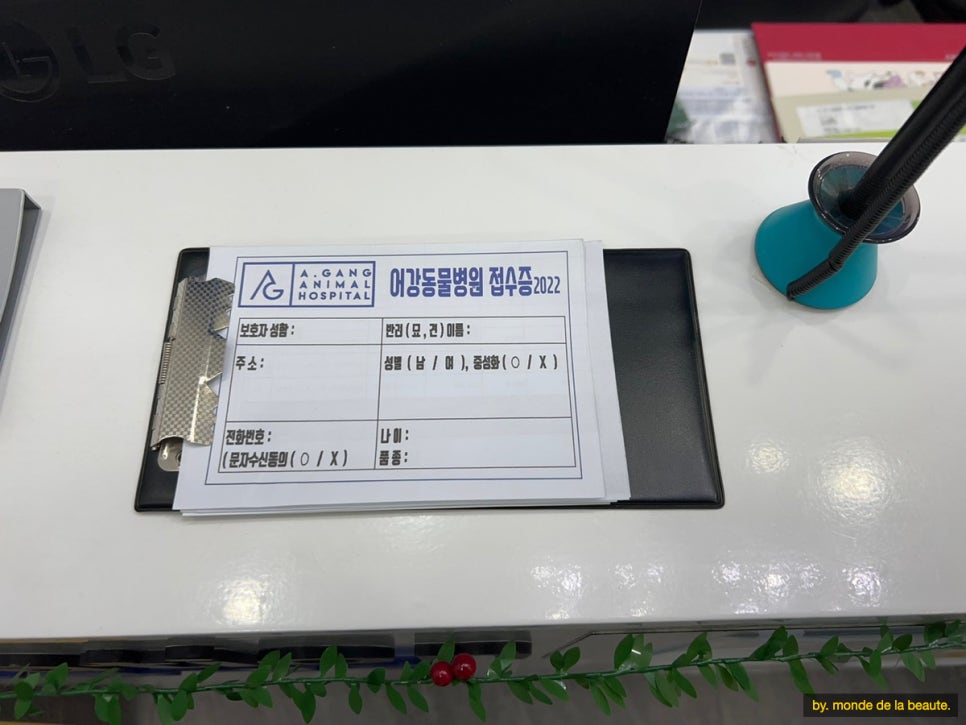 LG
A.GANG
ANIMAL
HOSPITAL
어강동물병원 접수증2022
보호자 성함 :
반려 ( 묘 , 견 ) 이름 :
주 소 :
성별 ( 남 / 여 ), 중성화 ( ○ / X )
전화번호 :
( 문자수신동의 ( ○ / X )
나 이 :
품 종 :
by. monde de la beaute.